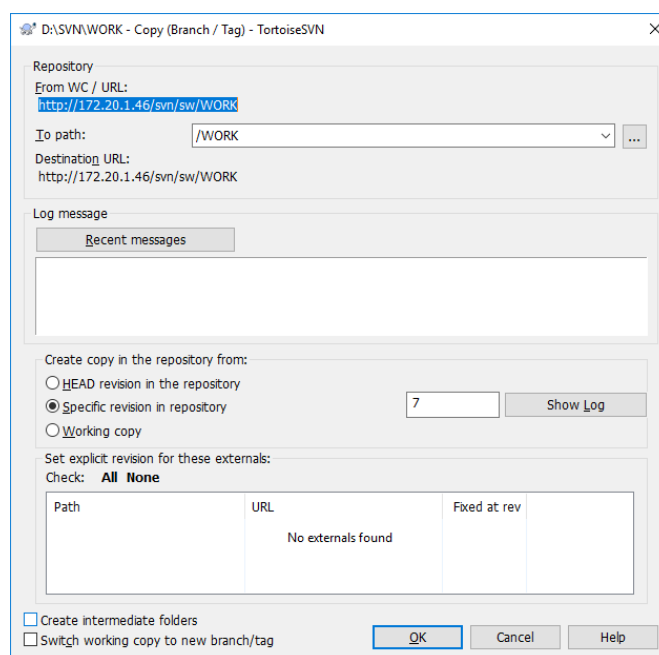 D:\SVN\WORK - Copy (Branch / Tag) - TortoiseSVN
Repository
From WC / URL:
http://172.20.1.46/svn/sw/WORK
To path:
/WORK
...
Destination URL:
http://172.20.1.46/svn/sw/WORK
Log message
Recent messages
Create copy in the repository from:
HEAD revision in the repository
Specific revision in repository
7
Show Log
Working copy
Set explicit revision for these externals:
Check: All None
Path URL Fixed at rev
No externals found
Create intermediate folders
Switch working copy to new branch/tag
OK Cancel Help